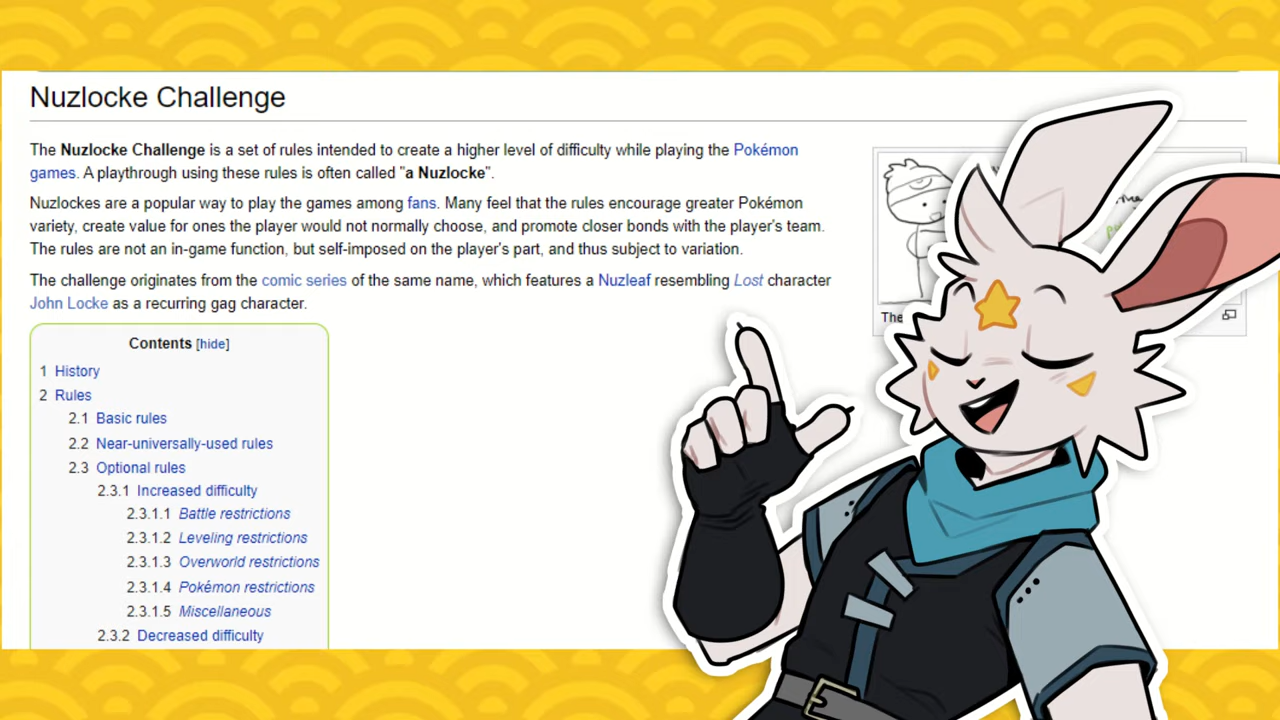 Nuzlocke Challenge
The Nuzlocke Challenge is a set of rules intended to create a higher level of difficulty while playing the Pokémon
games. A playthrough using these rules is often called "a Nuzlocke".
Nuzlockes are a popular way to play the games among fans. Many feel that the rules encourage greater Pokémon
variety, create value for ones the player would not normally choose, and promote closer bonds with the player's team.
The rules are not an in-game function, but self-imposed on the player's part, and thus subject to variation.
The challenge originates from the comic series of the same name, which features a Nuzleaf resembling Lost character
John Locke as a recurring gag character.
The
Contents [hide]
1 History
2 Rules
2.1 Basic rules
2.2 Near-universally-used rules
2.3 Optional rules
2.3.1 Increased difficulty
2.3.1.1 Battle restrictions
2.3.1.2 Leveling restrictions
2.3.1.3 Overworld restrictions
2.3.1.4 Pokémon restrictions
2.3.1.5 Miscellaneous
2.3.2 Decreased difficulty